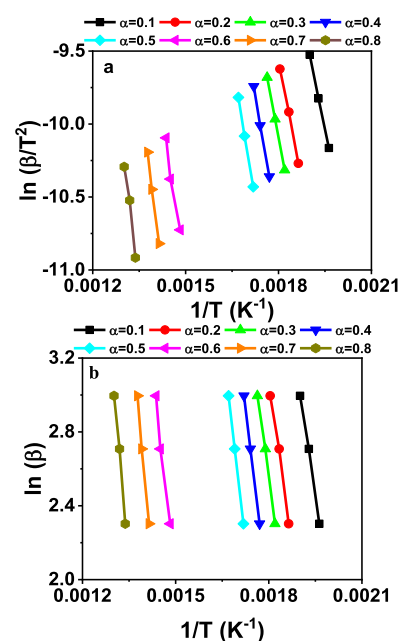 α=0.1 α=0.2 α=0.3 α=0.4
α=0.5 α=0.6 α=0.7 α=0.8
-9.5
a
-10.0
ln (β/T²)
-10.5
-11.0
0.0012 0.0015 0.0018 0.0021
1/T (K⁻¹)
α=0.1 α=0.2 α=0.3 α=0.4
α=0.5 α=0.6 α=0.7 α=0.8
3.2
b
2.8
ln (β)
2.4
2.0
0.0012 0.0015 0.0018 0.0021
1/T (K⁻¹)